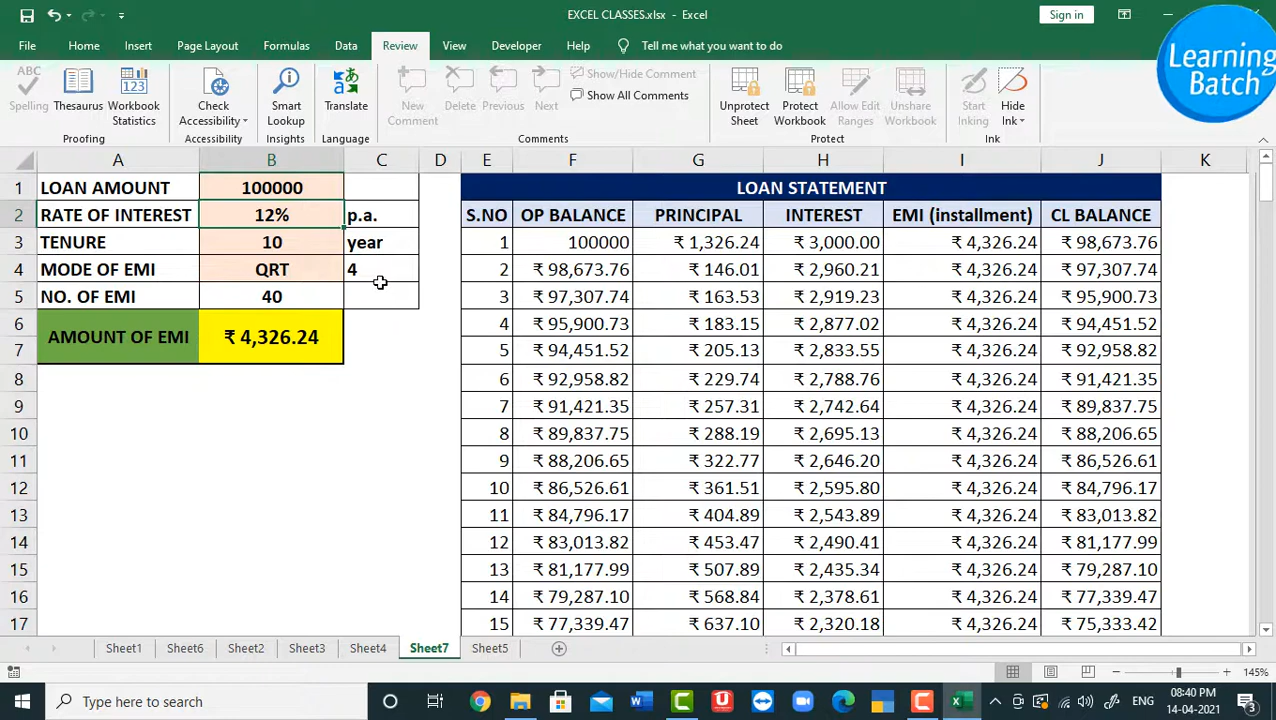 EXCEL CLASSES.xlsx - Excel
Sign in
Learning
Batch
File Home Insert Page Layout Formulas Data Review View Developer Help Tell me what you want to do
ABC
Spelling Thesaurus Workbook Statistics
Proofing
Check Accessibility
Accessibility
Smart Lookup
Insights
Translate
Language
New Comment Delete Previous Next
Show/Hide Comment
Show All Comments
Comments
Unprotect Sheet Protect Workbook Allow Edit Ranges Unshare Workbook
Protect
Start Inking Hide Ink
Ink
A B C D E F G H I J K
1 LOAN AMOUNT 100000 LOAN STATEMENT
2 RATE OF INTEREST 12% p.a. S.NO OP BALANCE PRINCIPAL INTEREST EMI (installment) CL BALANCE
3 TENURE 10 year 1 100000 ₹ 1,326.24 ₹ 3,000.00 ₹ 4,326.24 ₹ 98,673.76
4 MODE OF EMI QRT 4 2 ₹ 98,673.76 ₹ 146.01 ₹ 2,960.21 ₹ 4,326.24 ₹ 97,307.74
5 NO. OF EMI 40 3 ₹ 97,307.74 ₹ 163.53 ₹ 2,919.23 ₹ 4,326.24 ₹ 95,900.73
6 AMOUNT OF EMI ₹ 4,326.24 4 ₹ 95,900.73 ₹ 183.15 ₹ 2,877.02 ₹ 4,326.24 ₹ 94,451.52
7 5 ₹ 94,451.52 ₹ 205.13 ₹ 2,833.55 ₹ 4,326.24 ₹ 92,958.82
8 6 ₹ 92,958.82 ₹ 229.74 ₹ 2,788.76 ₹ 4,326.24 ₹ 91,421.35
9 7 ₹ 91,421.35 ₹ 257.31 ₹ 2,742.64 ₹ 4,326.24 ₹ 89,837.75
10 8 ₹ 89,837.75 ₹ 288.19 ₹ 2,695.13 ₹ 4,326.24 ₹ 88,206.65
11 9 ₹ 88,206.65 ₹ 322.77 ₹ 2,646.20 ₹ 4,326.24 ₹ 86,526.61
12 10 ₹ 86,526.61 ₹ 361.51 ₹ 2,595.80 ₹ 4,326.24 ₹ 84,796.17
13 11 ₹ 84,796.17 ₹ 404.89 ₹ 2,543.89 ₹ 4,326.24 ₹ 83,013.82
14 12 ₹ 83,013.82 ₹ 453.47 ₹ 2,490.41 ₹ 4,326.24 ₹ 81,177.99
15 13 ₹ 81,177.99 ₹ 507.89 ₹ 2,435.34 ₹ 4,326.24 ₹ 79,287.10
16 14 ₹ 79,287.10 ₹ 568.84 ₹ 2,378.61 ₹ 4,326.24 ₹ 77,339.47
17 15 ₹ 77,339.47 ₹ 637.10 ₹ 2,320.18 ₹ 4,326.24 ₹ 75,333.42
Sheet1 Sheet6 Sheet2 Sheet3 Sheet4 Sheet7 Sheet5
145%
Type here to search
ENG
08:40 PM
14-04-2021
3